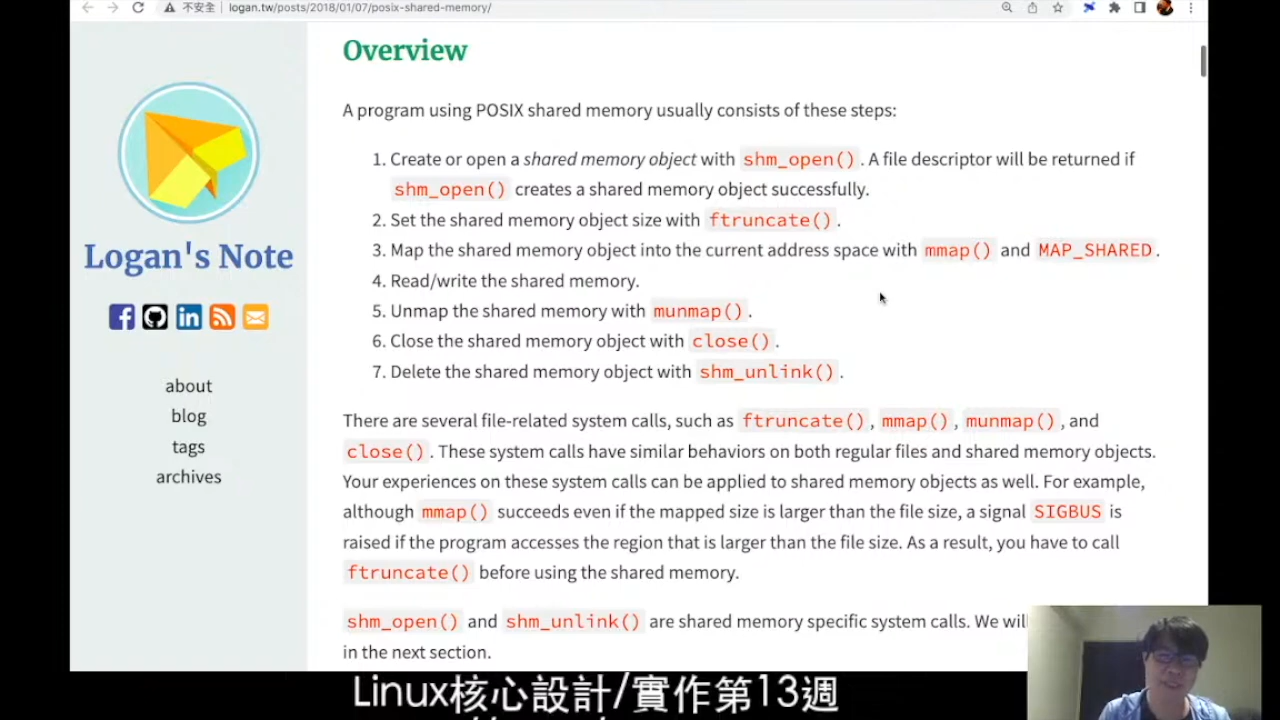 不安全 logan.tw/posts/2018/01/07/posix-shared-memory/
Overview
A program using POSIX shared memory usually consists of these steps:
1. Create or open a shared memory object with shm_open(). A file descriptor will be returned if
shm_open() creates a shared memory object successfully.
2. Set the shared memory object size with ftruncate().
3. Map the shared memory object into the current address space with mmap() and MAP_SHARED.
4. Read/write the shared memory.
5. Unmap the shared memory with munmap().
6. Close the shared memory object with close().
7. Delete the shared memory object with shm_unlink().
Logan's Note
about
blog
tags
archives
There are several file-related system calls, such as ftruncate(), mmap(), munmap(), and
close(). These system calls have similar behaviors on both regular files and shared memory objects.
Your experiences on these system calls can be applied to shared memory objects as well. For example,
although mmap() succeeds even if the mapped size is larger than the file size, a signal SIGBUS is
raised if the program accesses the region that is larger than the file size. As a result, you have to call
ftruncate() before using the shared memory.
shm_open() and shm_unlink() are shared memory specific system calls. We will
in the next section.
Linux核心設計/實作第13週